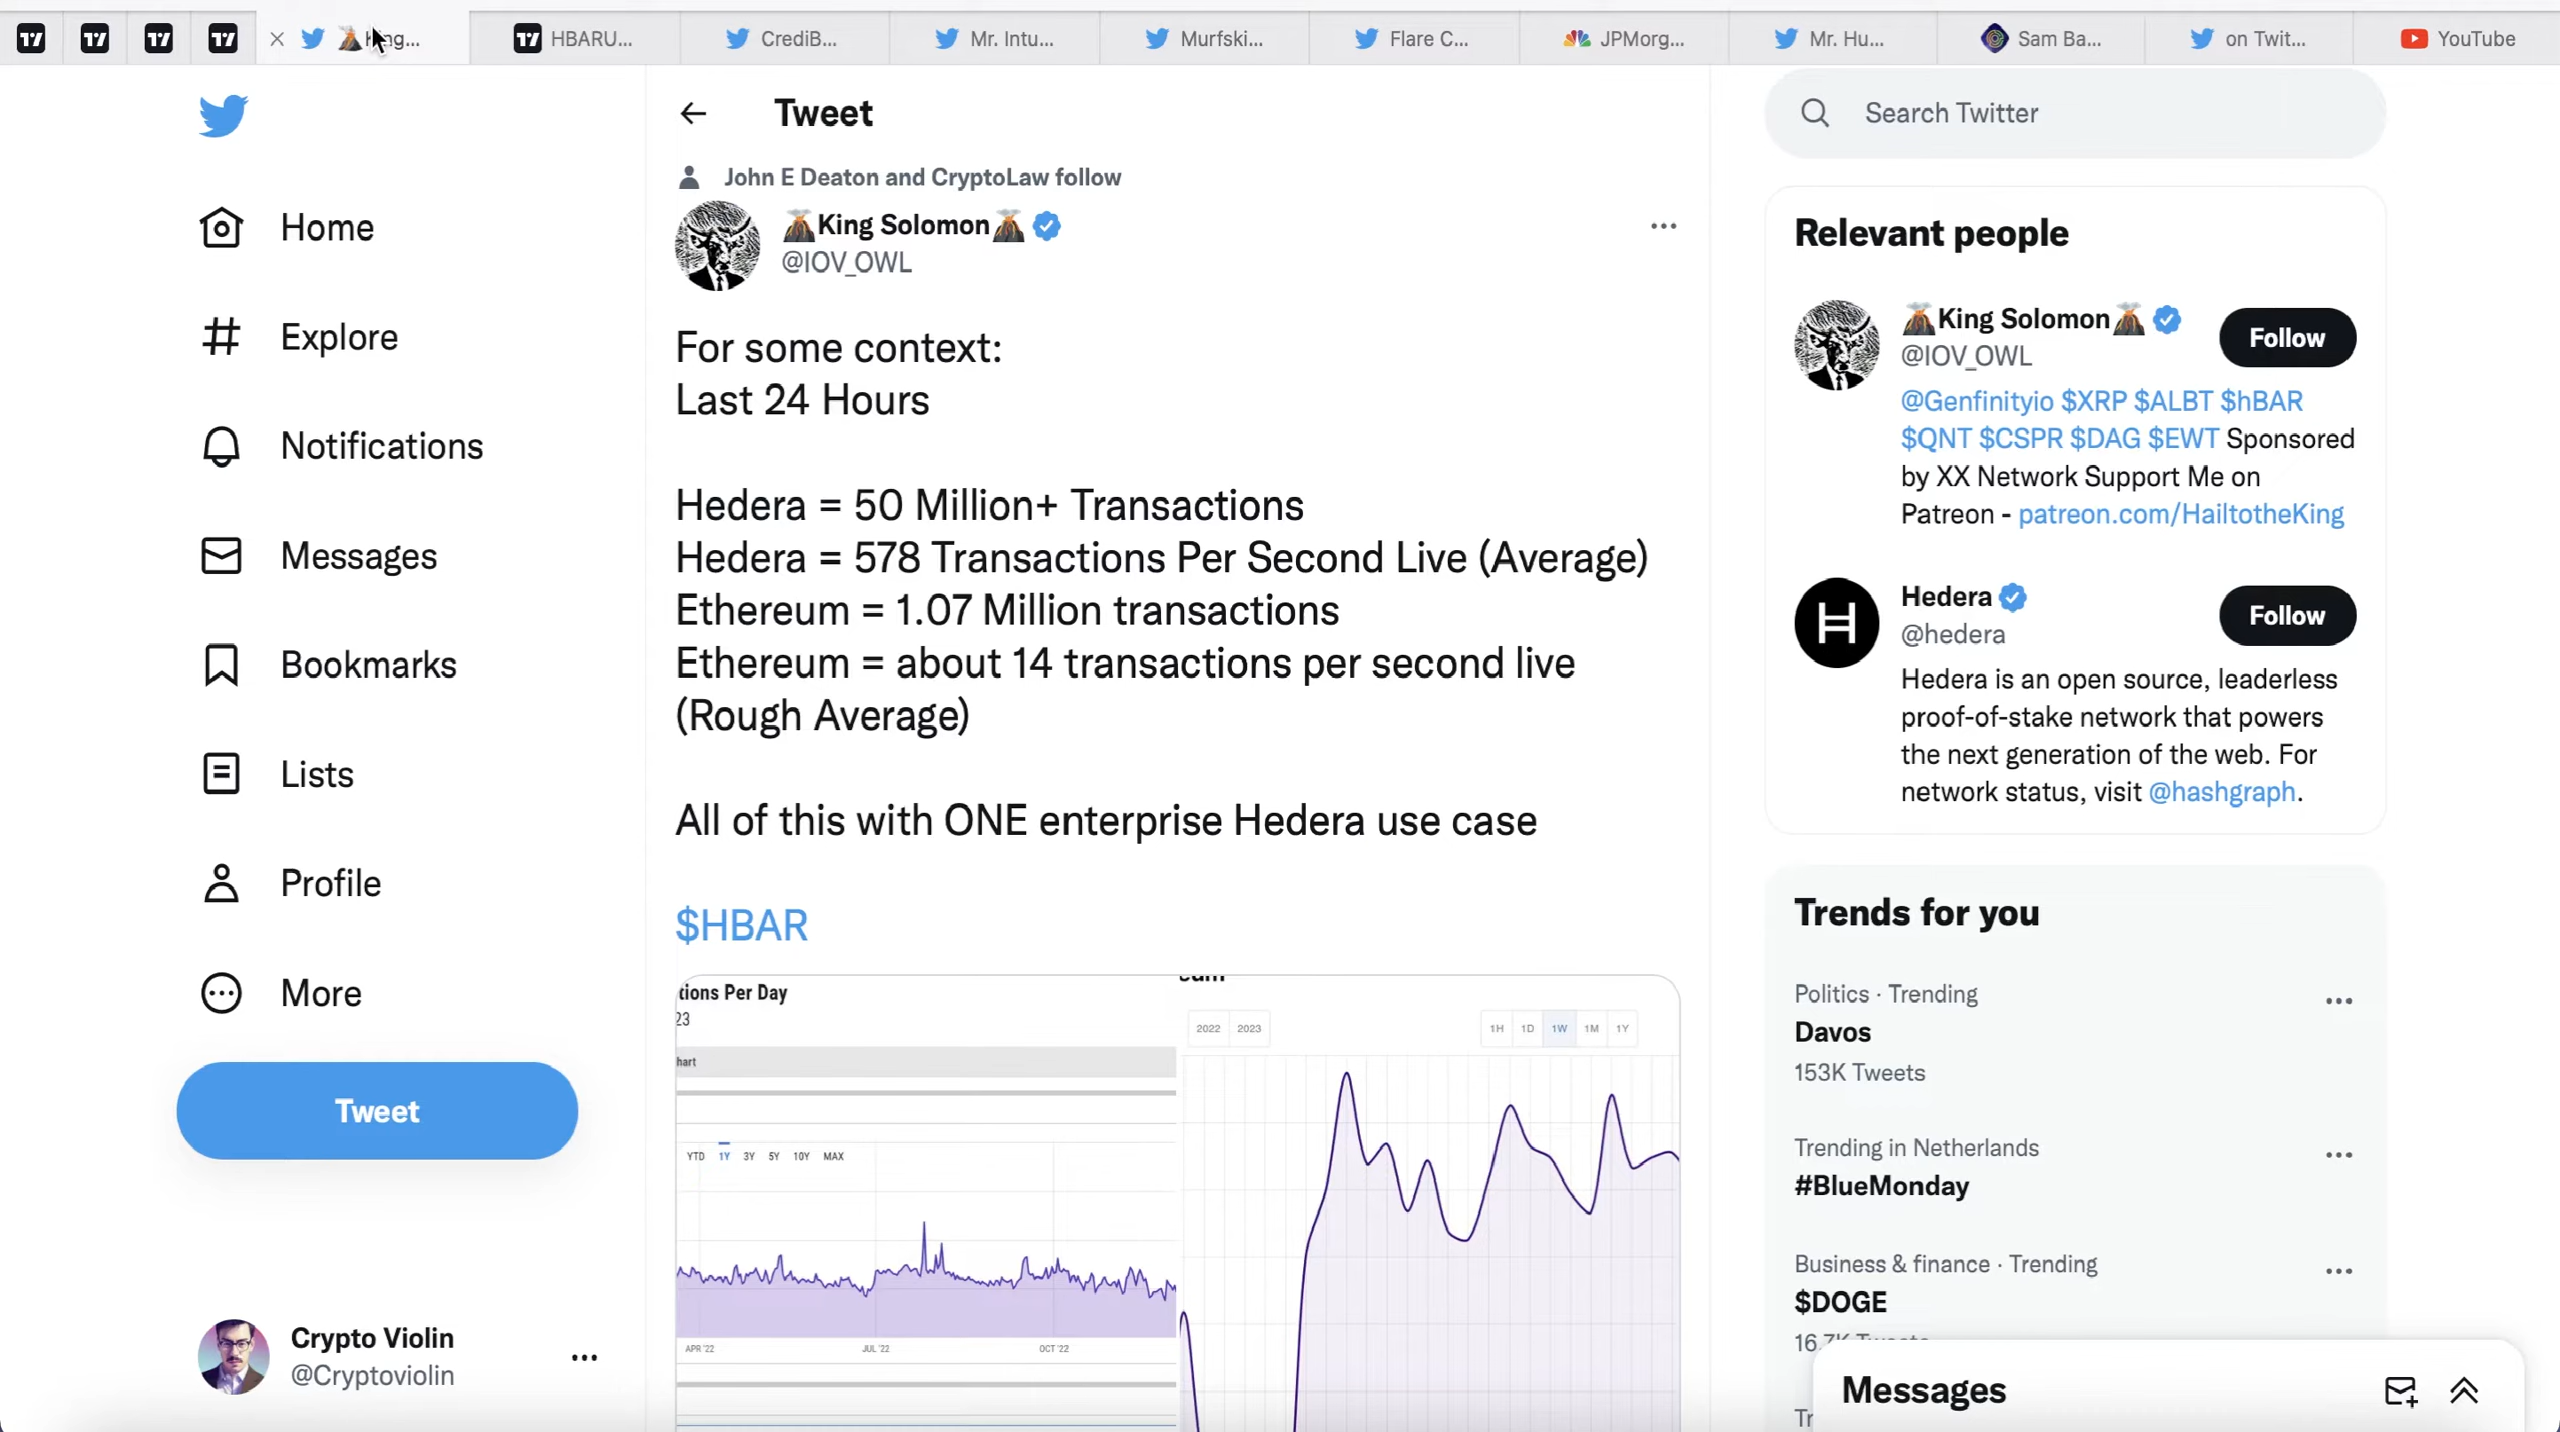 King...
HBARU...
CrediB...
Mr. Intu...
Murfski...
Flare C...
JPMorg...
Mr. Hu...
Sam Ba...
on Twit...
YouTube
Home
Explore
Notifications
Messages
Bookmarks
Lists
Profile
More
Tweet
Crypto Violin
@Cryptoviolin
Tweet
John E Deaton and CryptoLaw follow
🌋King Solomon🌋
@IOV_OWL
For some context:
Last 24 Hours
Hedera = 50 Million+ Transactions
Hedera = 578 Transactions Per Second Live (Average)
Ethereum = 1.07 Million transactions
Ethereum = about 14 transactions per second live
(Rough Average)
All of this with ONE enterprise Hedera use case
$HBAR
tions Per Day
23
hart
YTD 1Y 3Y 5Y 10Y MAX
APR '22 JUL '22 OCT '22
2022 2023 1H 1D 1W 1M 1Y
Search Twitter
Relevant people
🌋King Solomon🌋
@IOV_OWL
Follow
@Genfinityio $XRP $ALBT $hBAR
$QNT $CSPR $DAG $EWT Sponsored
by XX Network Support Me on
Patreon - patreon.com/HailtotheKing
Hedera
@hedera
Follow
Hedera is an open source, leaderless
proof-of-stake network that powers
the next generation of the web. For
network status, visit @hashgraph.
Trends for you
Politics · Trending
Davos
153K Tweets
Trending in Netherlands
#BlueMonday
Business & finance · Trending
$DOGE
16.7K Tweets
Messages